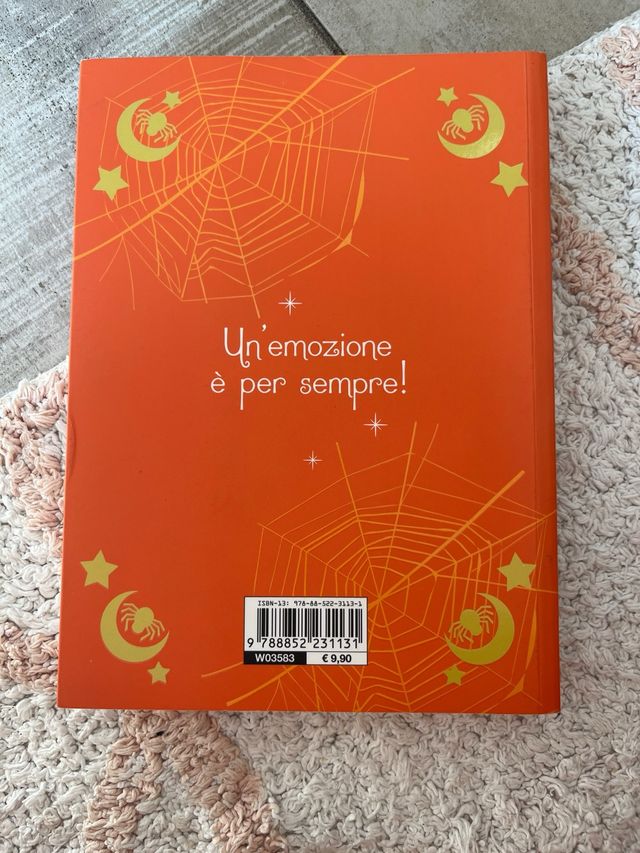 Un'emozione
è per sempre!
ISBN-13: 978-88-522-3113-1
9 788852 231131
W03583 € 9,90